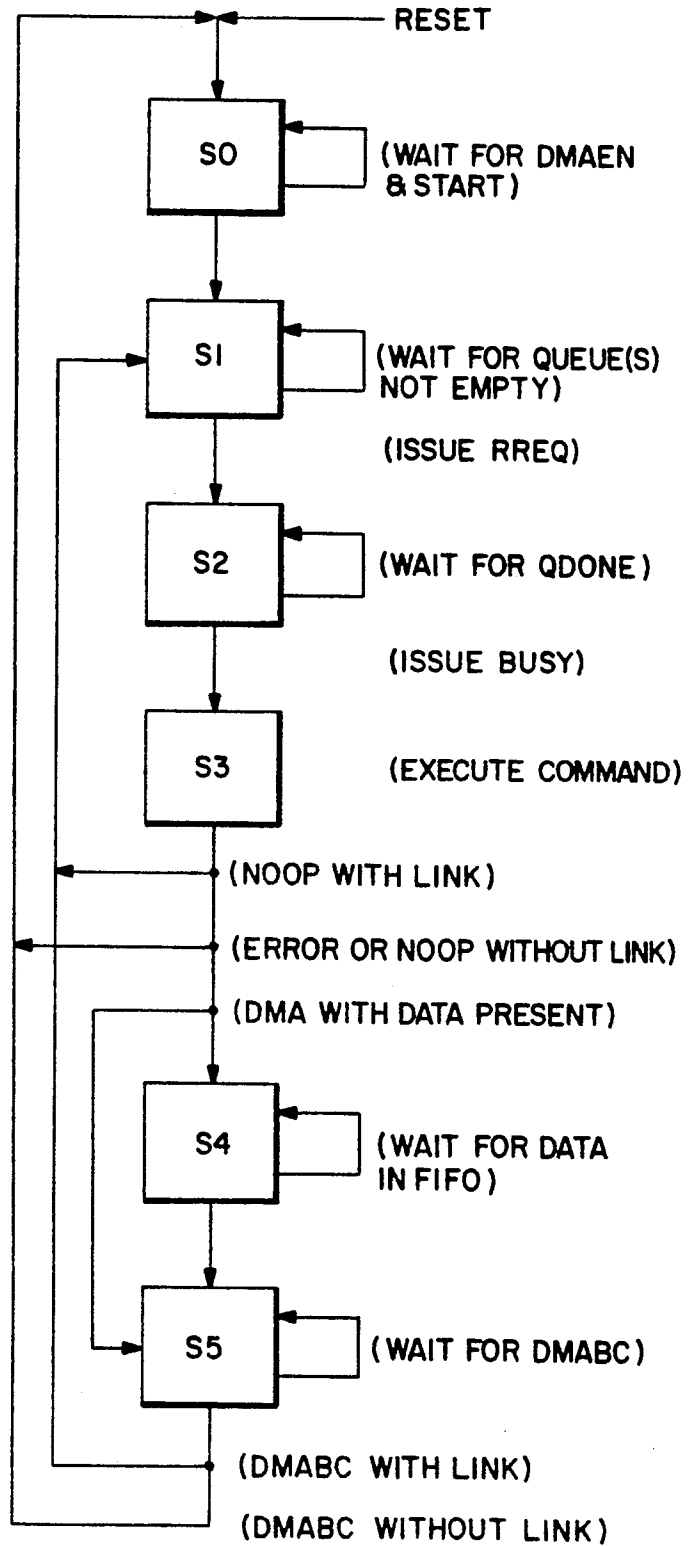 RESET
S0
(WAIT FOR DMAEN
& START)
S1
(WAIT FOR QUEUE(S)
NOT EMPTY)
(ISSUE RREQ)
S2
(WAIT FOR QDONE)
(ISSUE BUSY)
S3
(EXECUTE COMMAND)
(NOOP WITH LINK)
(ERROR OR NOOP WITHOUT LINK)
(DMA WITH DATA PRESENT)
S4
(WAIT FOR DATA
IN FIFO)
S5
(WAIT FOR DMABC)
(DMABC WITH LINK)
(DMABC WITHOUT LINK)